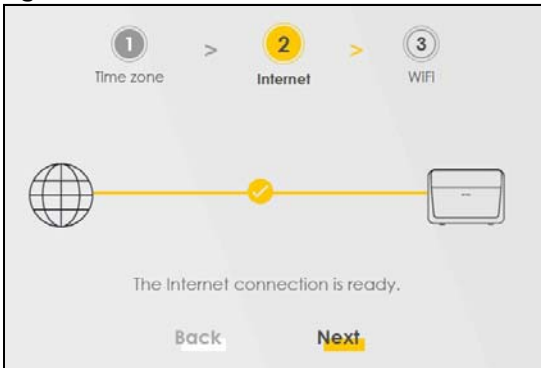 1 > 2 > 3
Time zone Internet WiFi
The Internet connection is ready.
Back Next